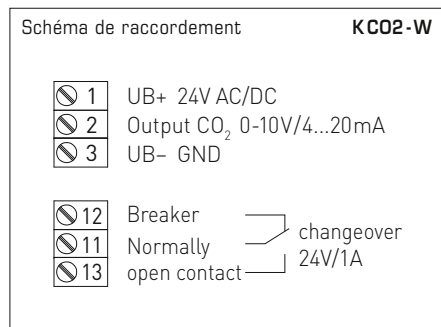 Schéma de raccordement KCO2-W
1 UB+ 24V AC/DC
2 Output CO₂ 0-10V/4...20mA
3 UB– GND
12 Breaker
changeover
11 Normally
24V/1A
13 open contact